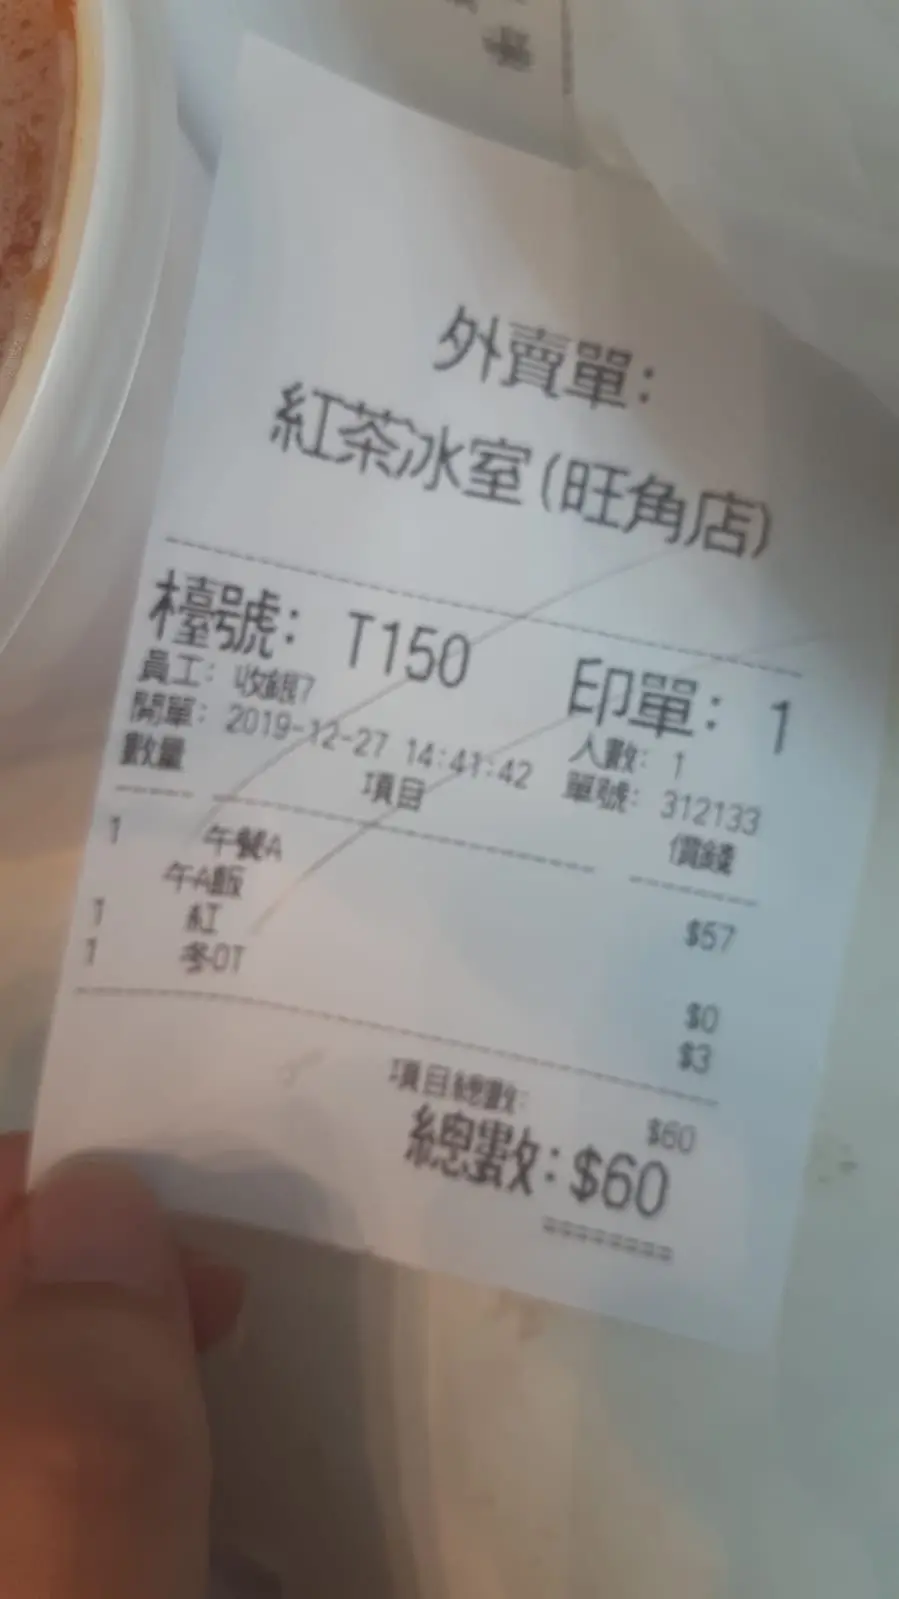 外賣單:
紅茶冰室(旺角店)
檯號: T150 印單: 1
員工: 收銀7 人數: 1
開單: 2019-12-27 14:41:42 單號: 312133
數量 項目 價錢
1 午餐A $57
午A飯
1 紅 $0
1 冬OT $3
項目總數: $60
總數: $60